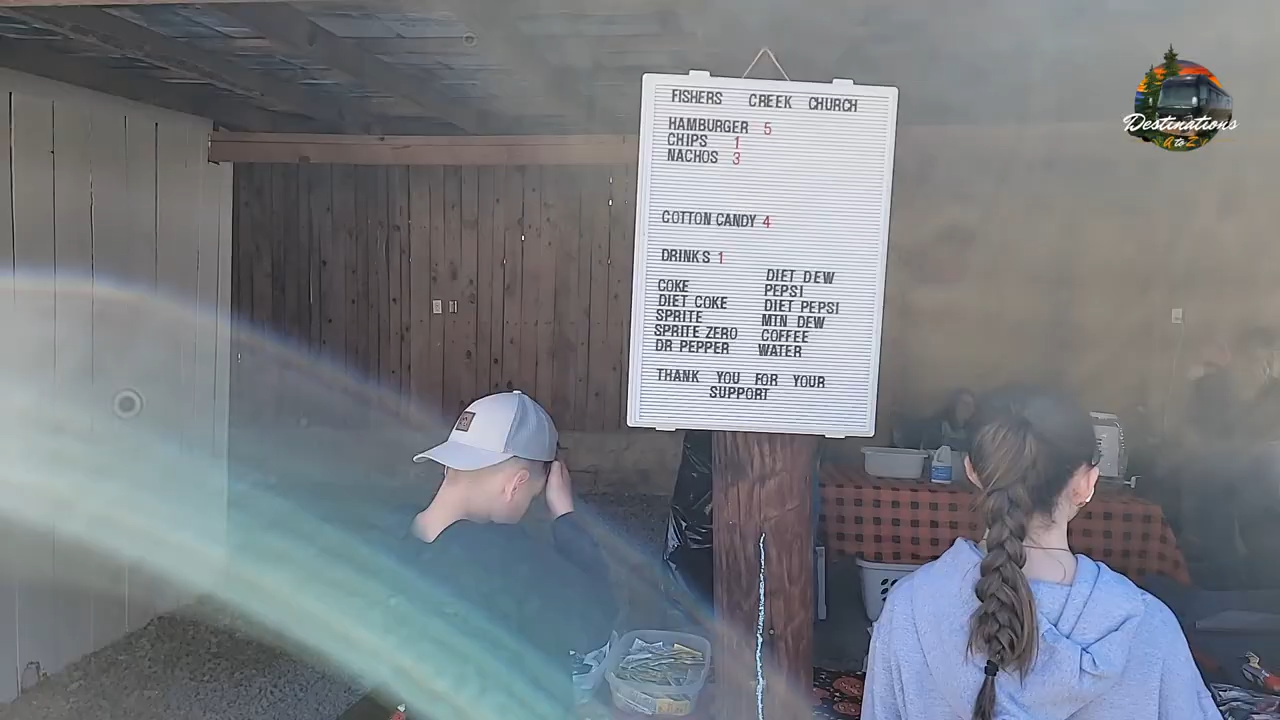 FISHERS CREEK CHURCH
HAMBURGER 5
CHIPS 1
NACHOS 3
COTTON CANDY 4
DRINKS 1
COKE
DIET COKE
SPRITE
SPRITE ZERO
DR PEPPER
DIET DEW
PEPSI
DIET PEPSI
MTN DEW
COFFEE
WATER
THANK YOU FOR YOUR
SUPPORT
Destinations
A to Z